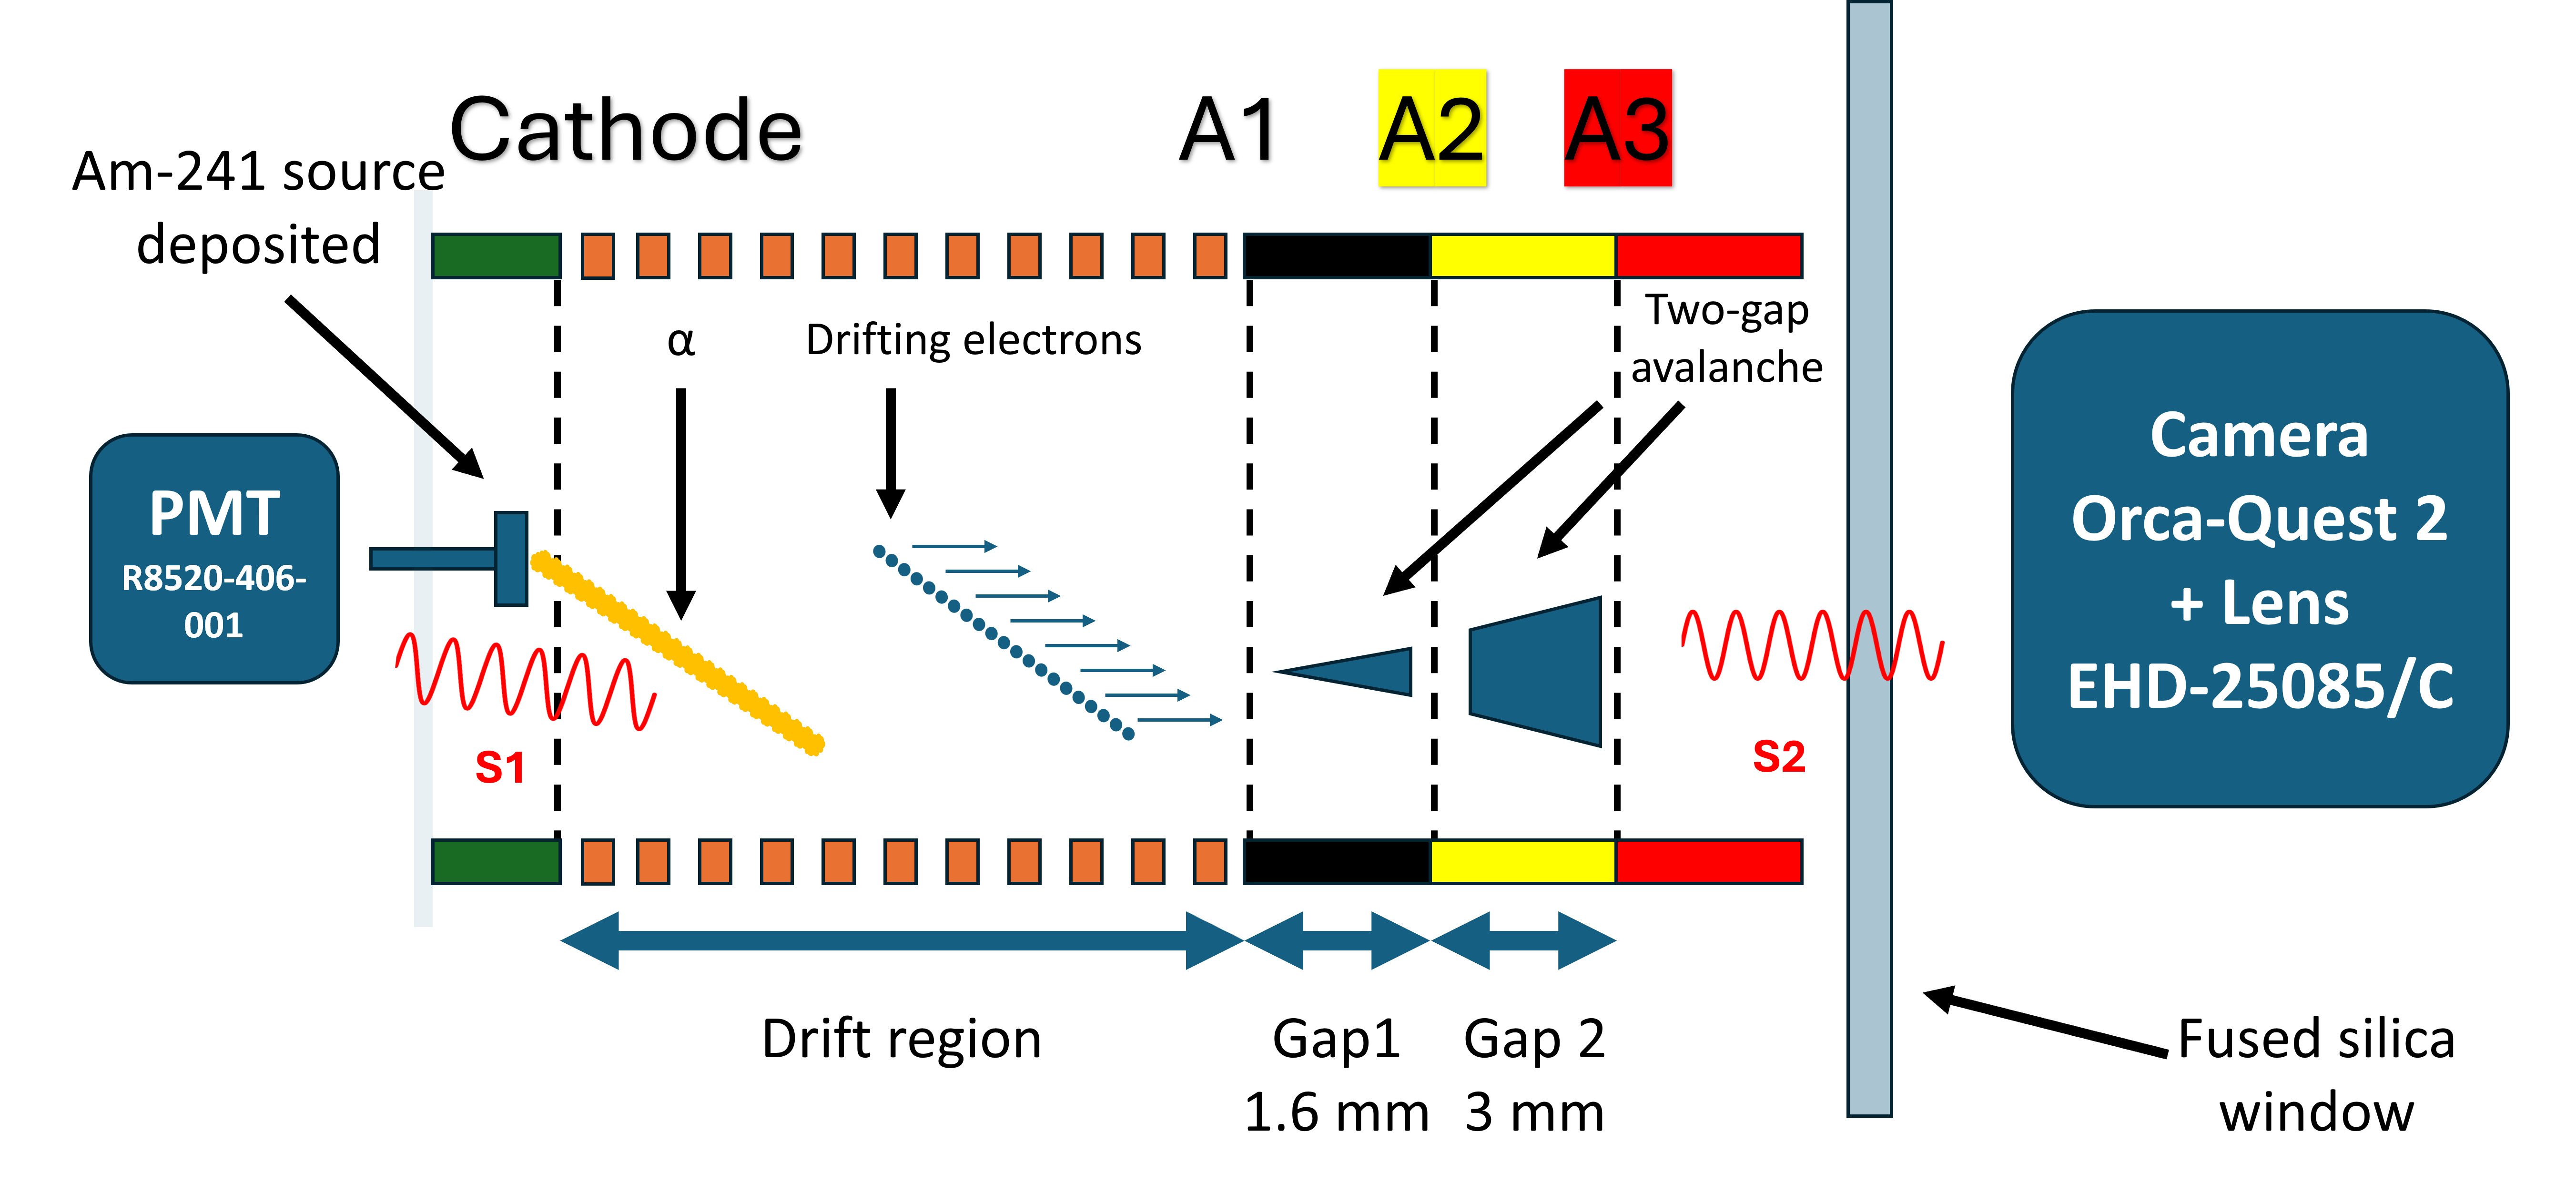 Cathode
A1
A2
A3
Am-241 source
deposited
α
Drifting electrons
Two-gap
avalanche
PMT
R8520-406-
001
Camera
Orca-Quest 2
+ Lens
EHD-25085/C
S1
S2
Drift region
Gap1
1.6 mm
Gap 2
3 mm
Fused silica
window